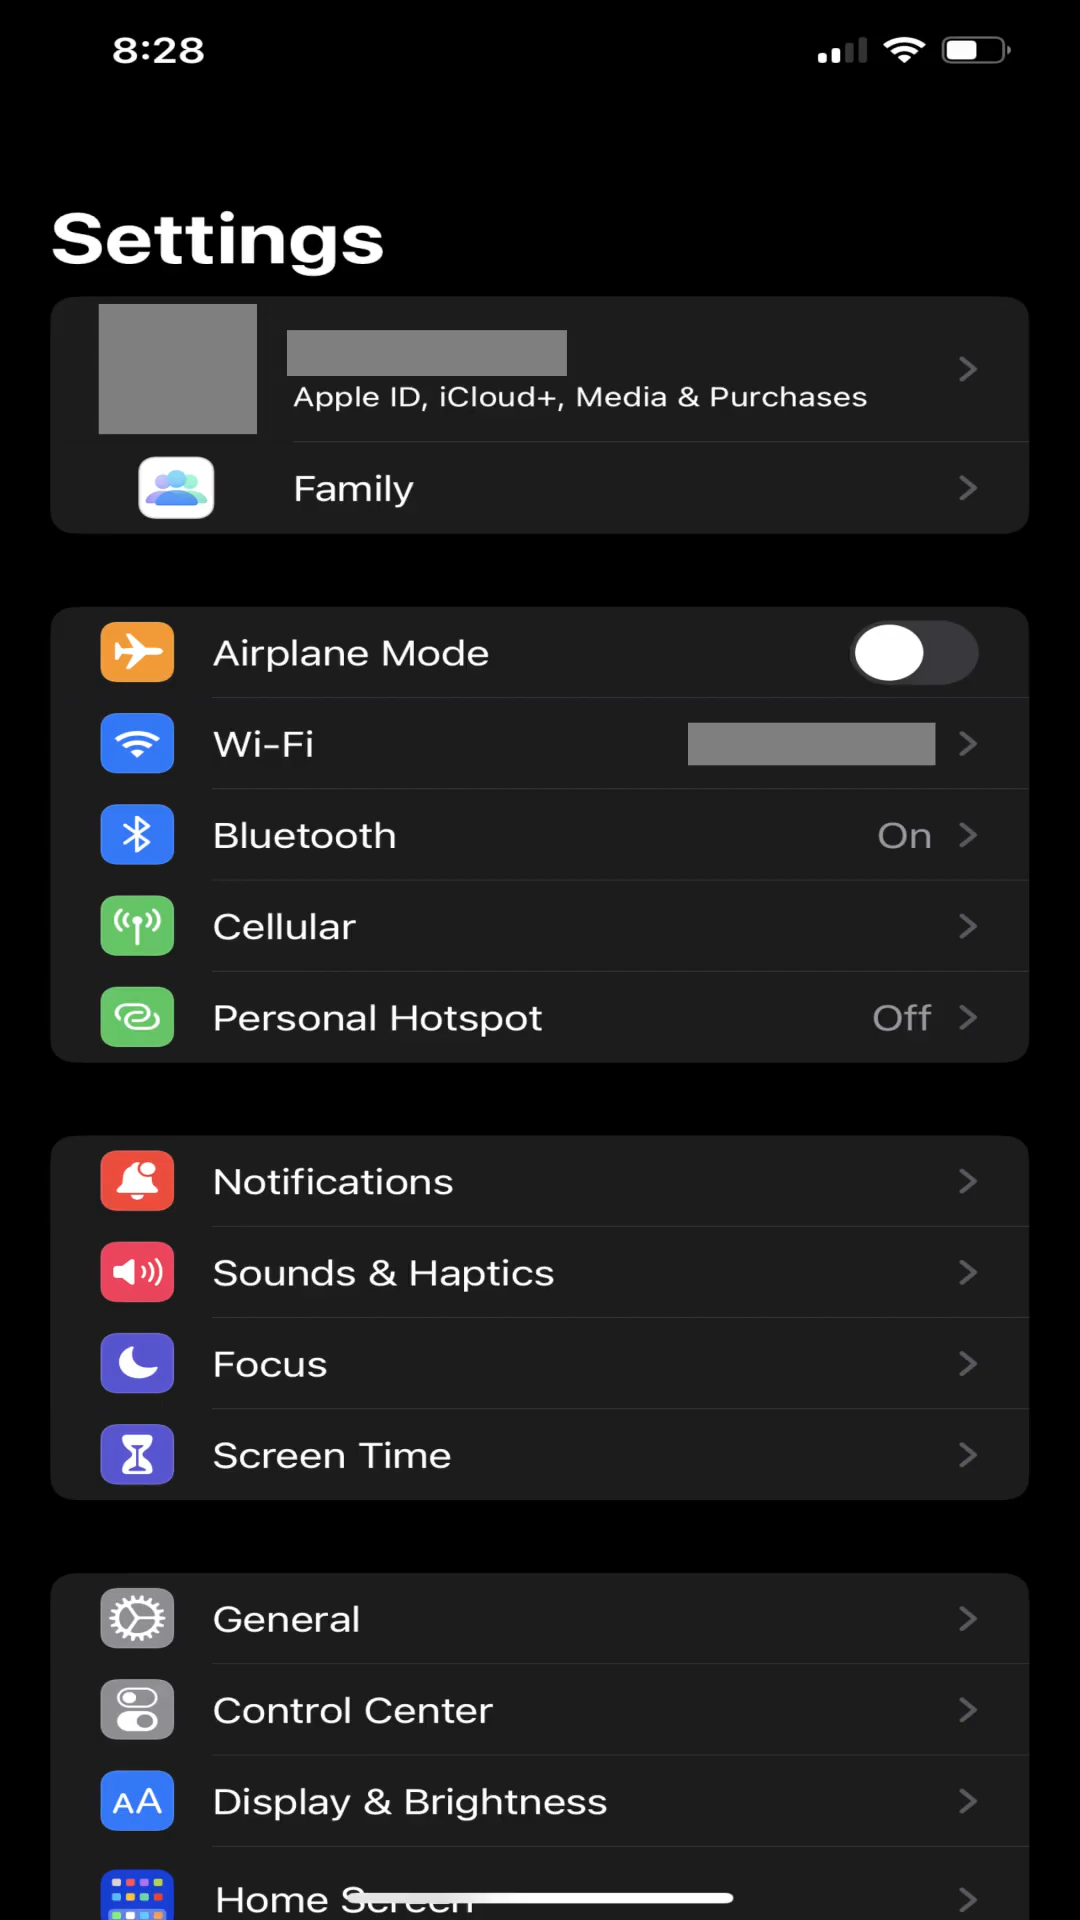 8:28
Settings
Apple ID, iCloud+, Media & Purchases
Family
Airplane Mode
Wi-Fi
Bluetooth On
Cellular
Personal Hotspot Off
Notifications
Sounds & Haptics
Focus
Screen Time
General
Control Center
AA Display & Brightness
Home Screen